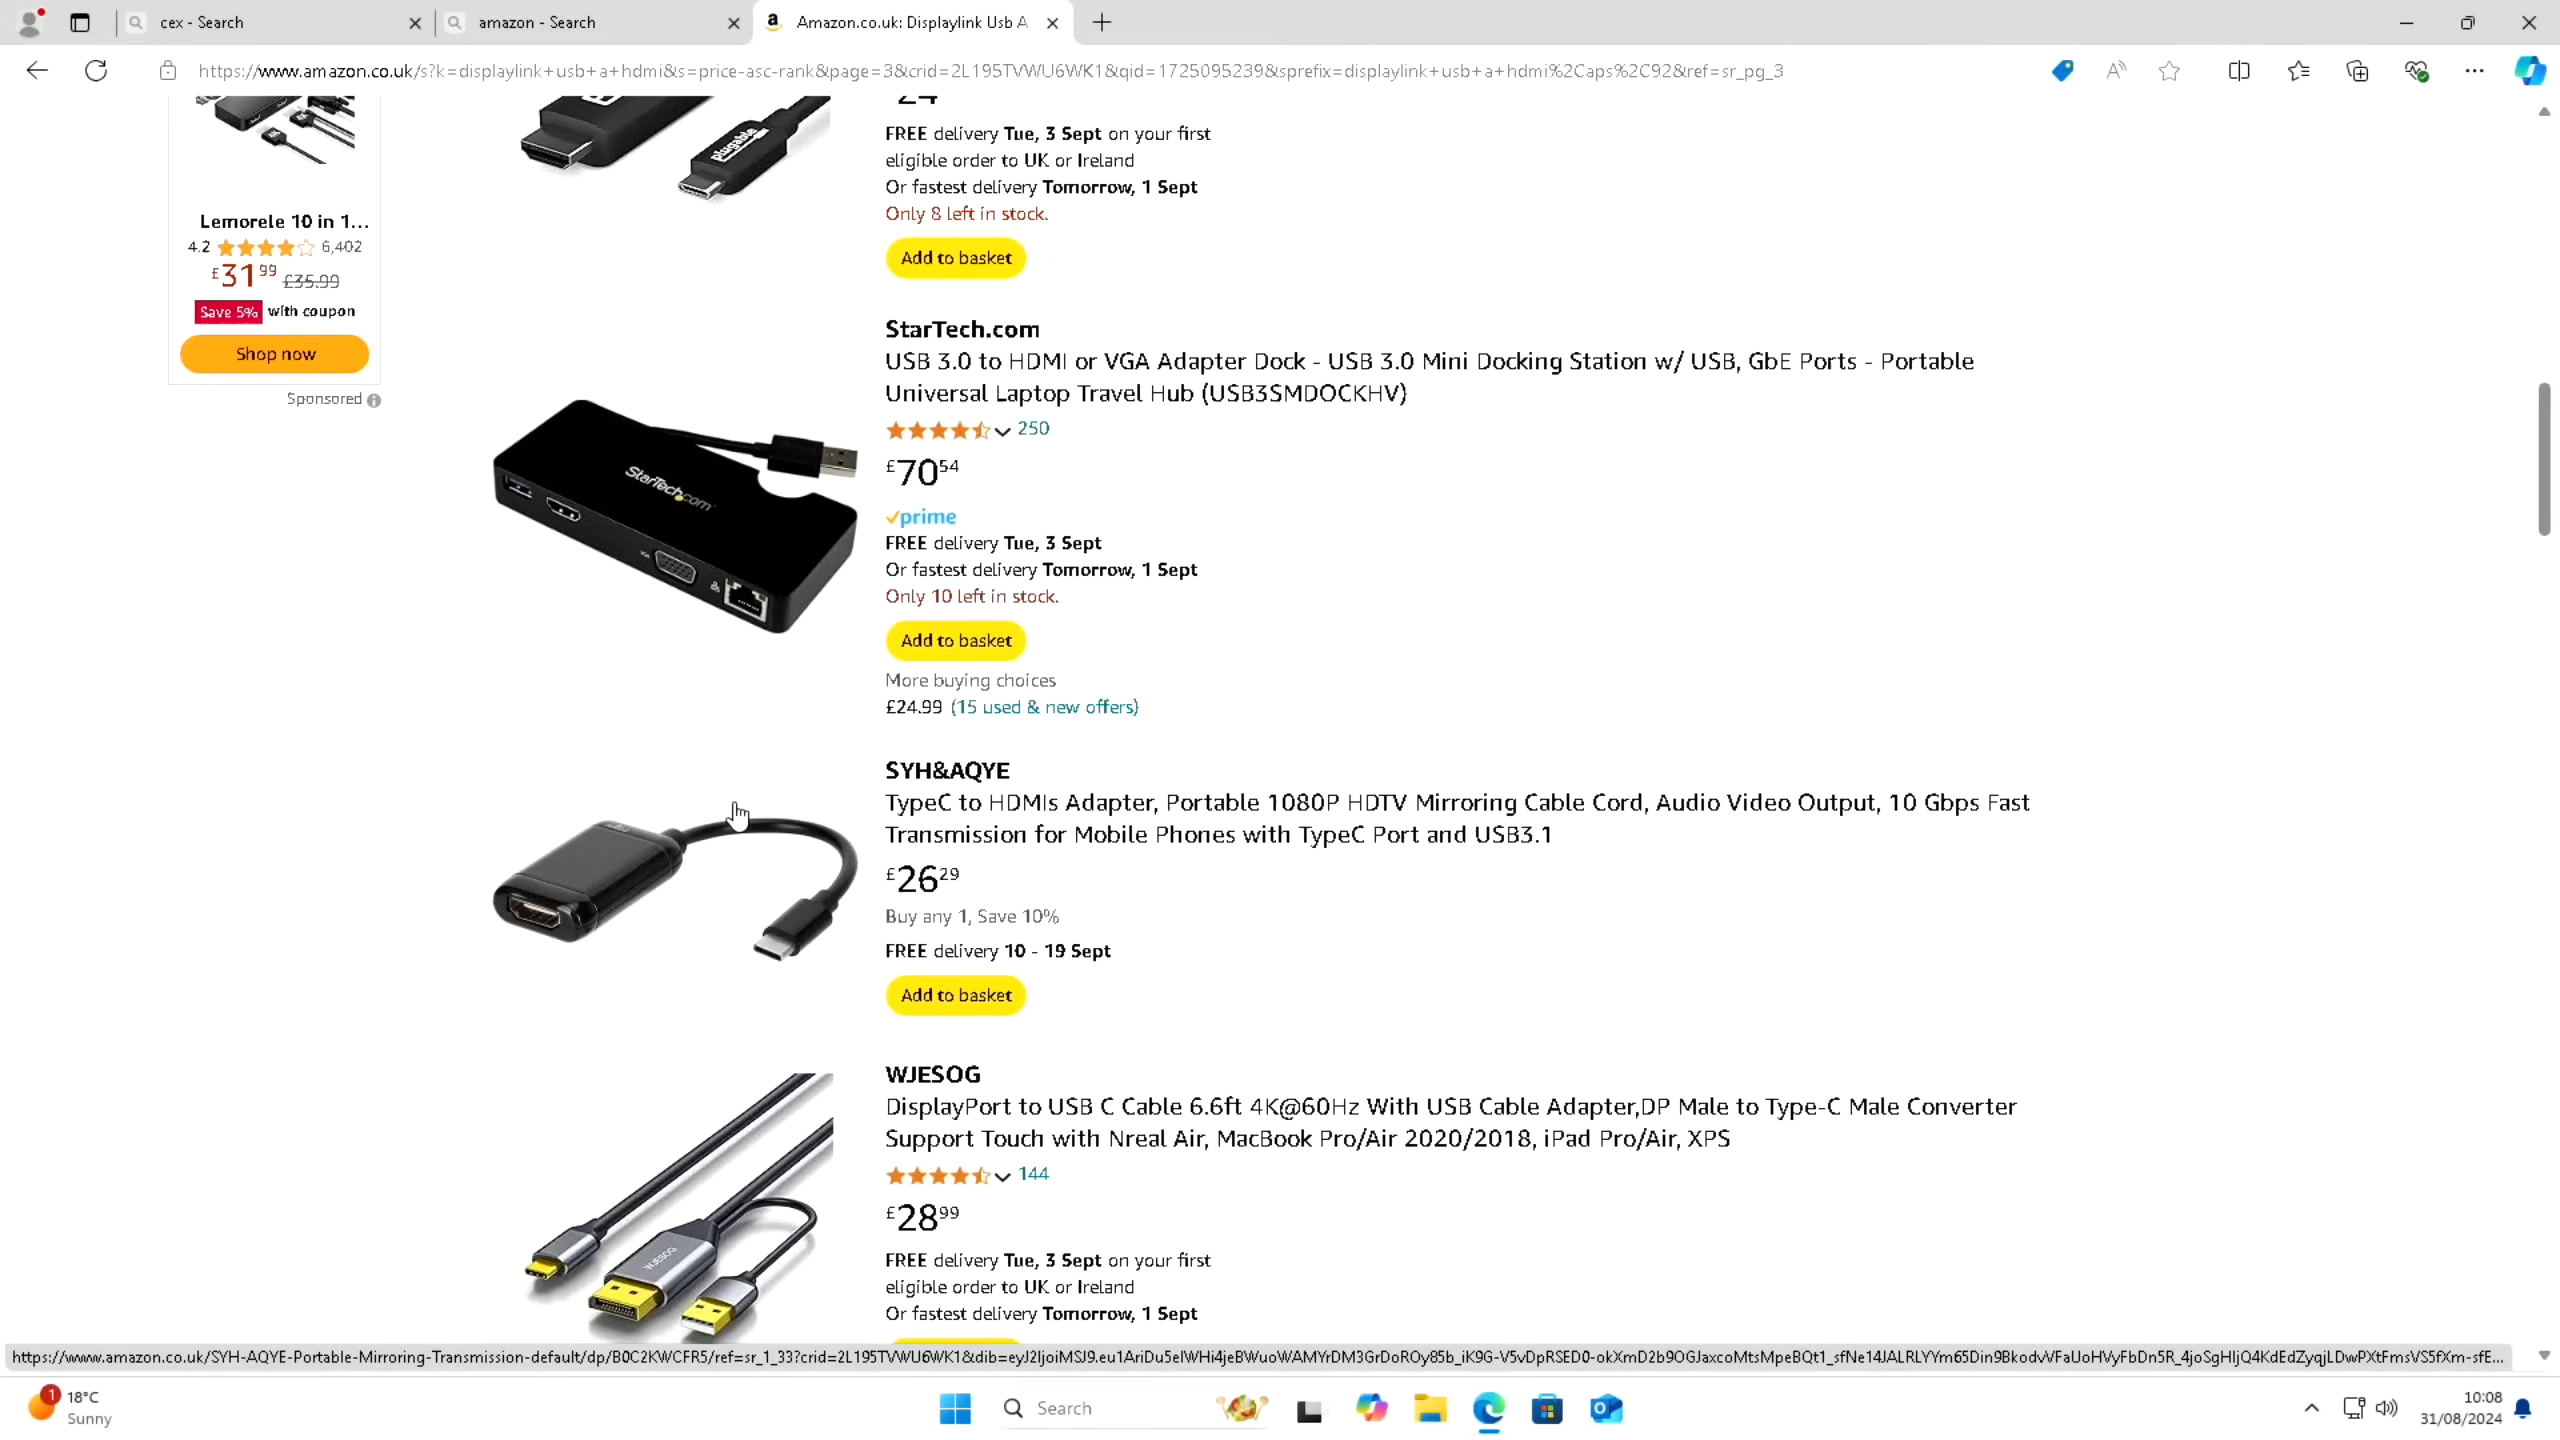 cex - Search
amazon - Search
Amazon.co.uk: Displaylink Usb A
https://www.amazon.co.uk/s?k=displaylink+usb+a+hdmi&s=price-asc-rank&page=3&crid=2L195TVWU6WK1&qid=1725095239&sprefix=displaylink+usb+a+hdmi%2Caps%2C92&ref=sr_pg_3
Lemorele 10 in 1...
4.2 6,402
£31.99 £35.99
Save 5% with coupon
Shop now
Sponsored
plugable
FREE delivery Tue, 3 Sept on your first
eligible order to UK or Ireland
Or fastest delivery Tomorrow, 1 Sept
Only 8 left in stock.
Add to basket
StarTech.com
StarTech.com
USB 3.0 to HDMI or VGA Adapter Dock - USB 3.0 Mini Docking Station w/ USB, GbE Ports - Portable
Universal Laptop Travel Hub (USB3SMDOCKHV)
250
£70.54
prime
FREE delivery Tue, 3 Sept
Or fastest delivery Tomorrow, 1 Sept
Only 10 left in stock.
Add to basket
More buying choices
£24.99 (15 used & new offers)
SYH&AQYE
TypeC to HDMIs Adapter, Portable 1080P HDTV Mirroring Cable Cord, Audio Video Output, 10 Gbps Fast
Transmission for Mobile Phones with TypeC Port and USB3.1
£26.29
Buy any 1, Save 10%
FREE delivery 10 - 19 Sept
Add to basket
WJESOG
WJESOG
DisplayPort to USB C Cable 6.6ft 4K@60Hz With USB Cable Adapter,DP Male to Type-C Male Converter
Support Touch with Nreal Air, MacBook Pro/Air 2020/2018, iPad Pro/Air, XPS
144
£28.99
FREE delivery Tue, 3 Sept on your first
eligible order to UK or Ireland
Or fastest delivery Tomorrow, 1 Sept
1
18°C
Sunny
Search
10:08
31/08/2024